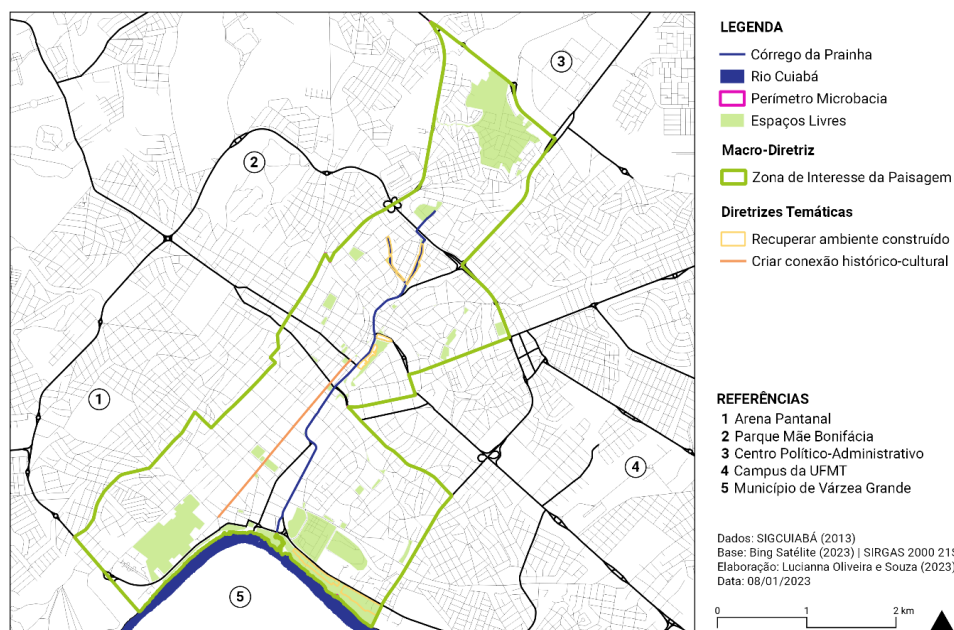 LEGENDA
Córrego da Prainha
Rio Cuiabá
Perímetro Microbacia
Espaços Livres
Macro-Diretriz
Zona de Interesse da Paisagem
Diretrizes Temáticas
Recuperar ambiente construído
Criar conexão histórico-cultural
REFERÊNCIAS
1 Arena Pantanal
2 Parque Mãe Bonifácia
3 Centro Político-Administrativo
4 Campus da UFMT
5 Município de Várzea Grande
Dados: SIGCUIABÁ (2013)
Base: Bing Satélite (2023) | SIRGAS 2000 21S
Elaboração: Lucianna Oliveira e Souza (2023)
Data: 08/01/2023
0 1 2 km
3
2
1
4
5